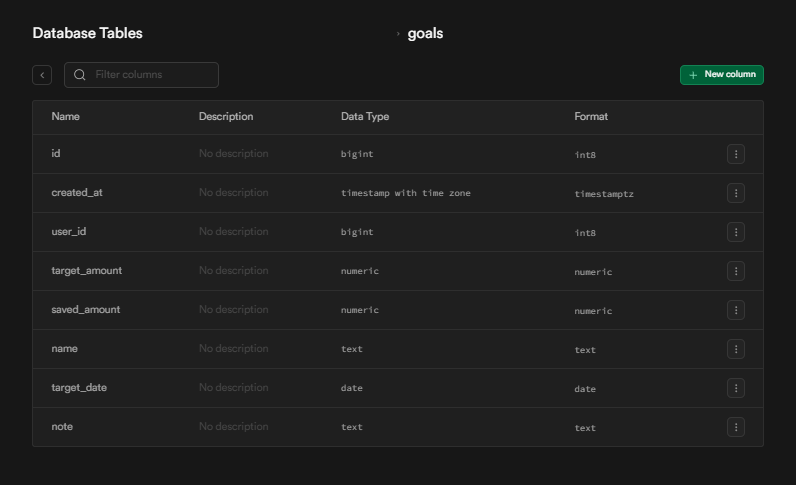 Database Tables › goals
Filter columns
+ New column
Name Description Data Type Format
id No description bigint int8
created_at No description timestamp with time zone timestamptz
user_id No description bigint int8
target_amount No description numeric numeric
saved_amount No description numeric numeric
name No description text text
target_date No description date date
note No description text text